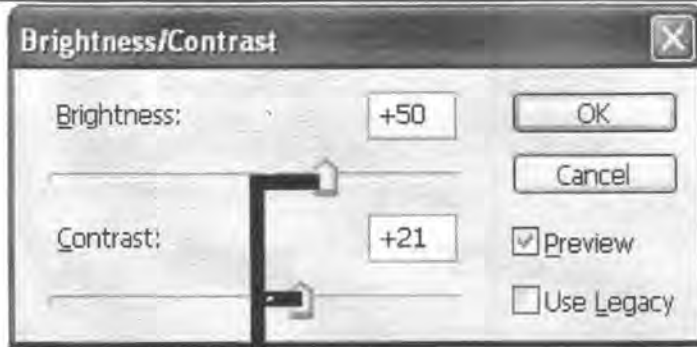 Brightness/Contrast
Brightness:
+50
OK
Cancel
Contrast:
+21
Preview
Use Legacy